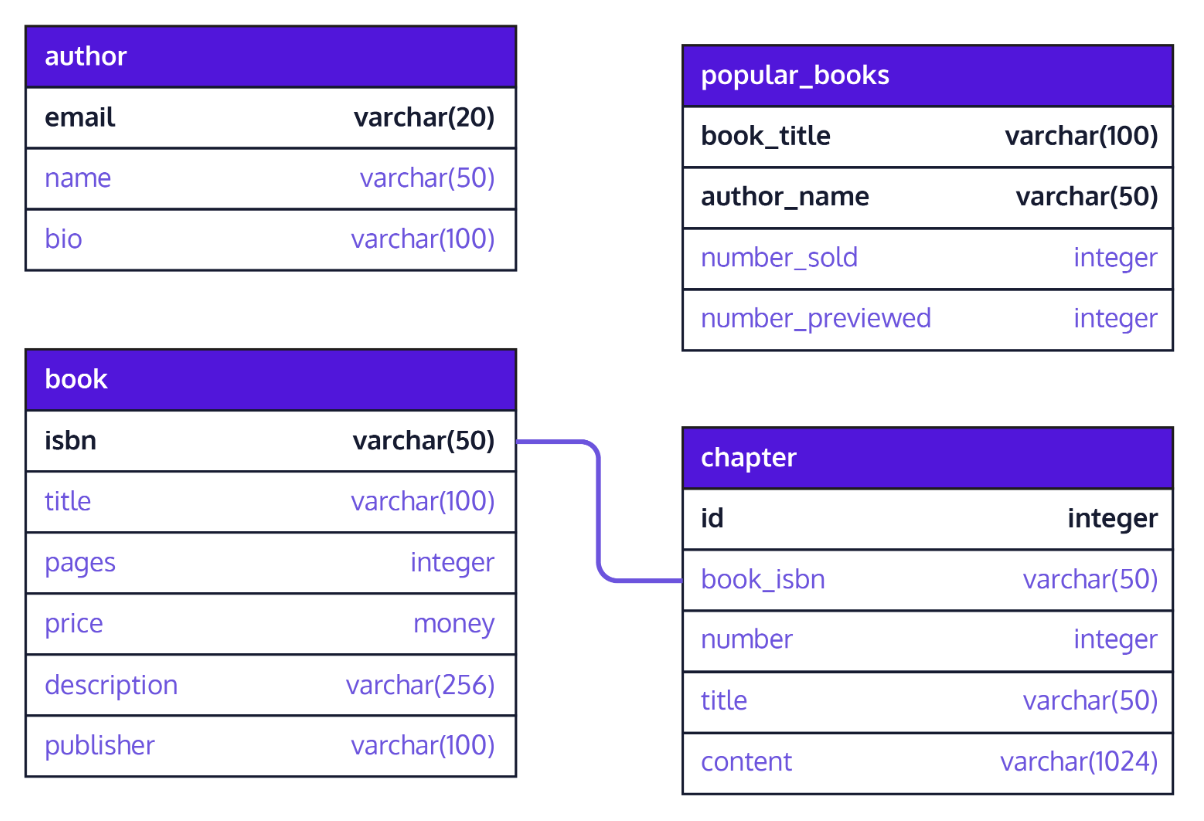 author
email varchar(20)
name varchar(50)
bio varchar(100)
popular_books
book_title varchar(100)
author_name varchar(50)
number_sold integer
number_previewed integer
book
isbn varchar(50)
title varchar(100)
pages integer
price money
description varchar(256)
publisher varchar(100)
chapter
id integer
book_isbn varchar(50)
number integer
title varchar(50)
content varchar(1024)